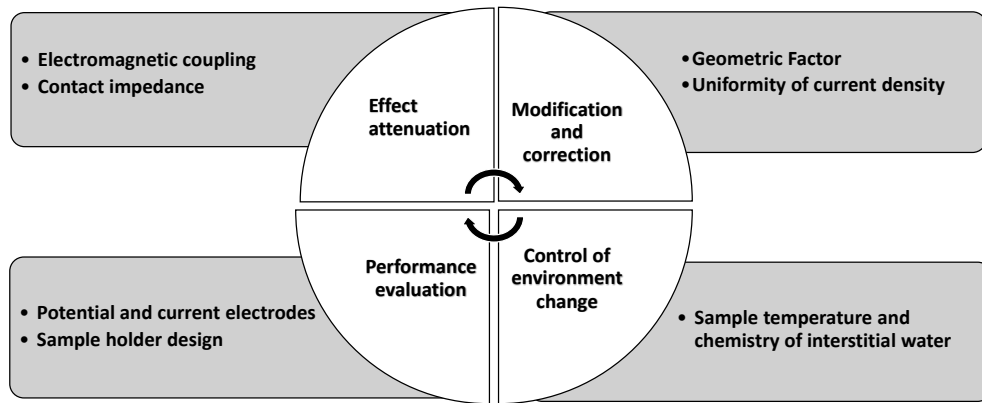 • Electromagnetic coupling
• Contact impedance
Effect
attenuation
Modification
and
correction
•Geometric Factor
•Uniformity of current density
• Potential and current electrodes
• Sample holder design
Performance
evaluation
Control of
environment
change
• Sample temperature and
chemistry of interstitial water